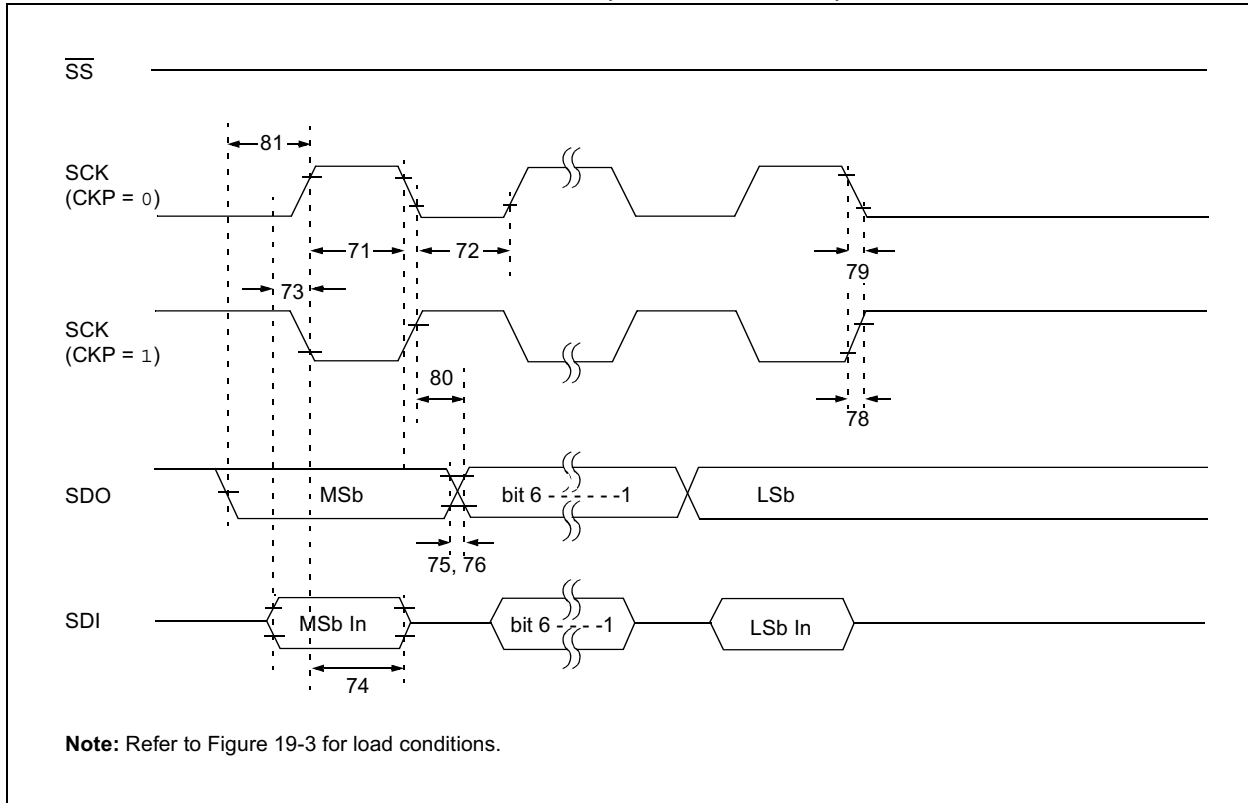 SS
81
SCK
(CKP = 0)
71
72
79
73
SCK
(CKP = 1)
80
78
SDO
MSb
bit 6 - - - - - - -1
LSb
75, 76
SDI
MSb In
bit 6 - - - - -1
LSb In
74
Note: Refer to Figure 19-3 for load conditions.